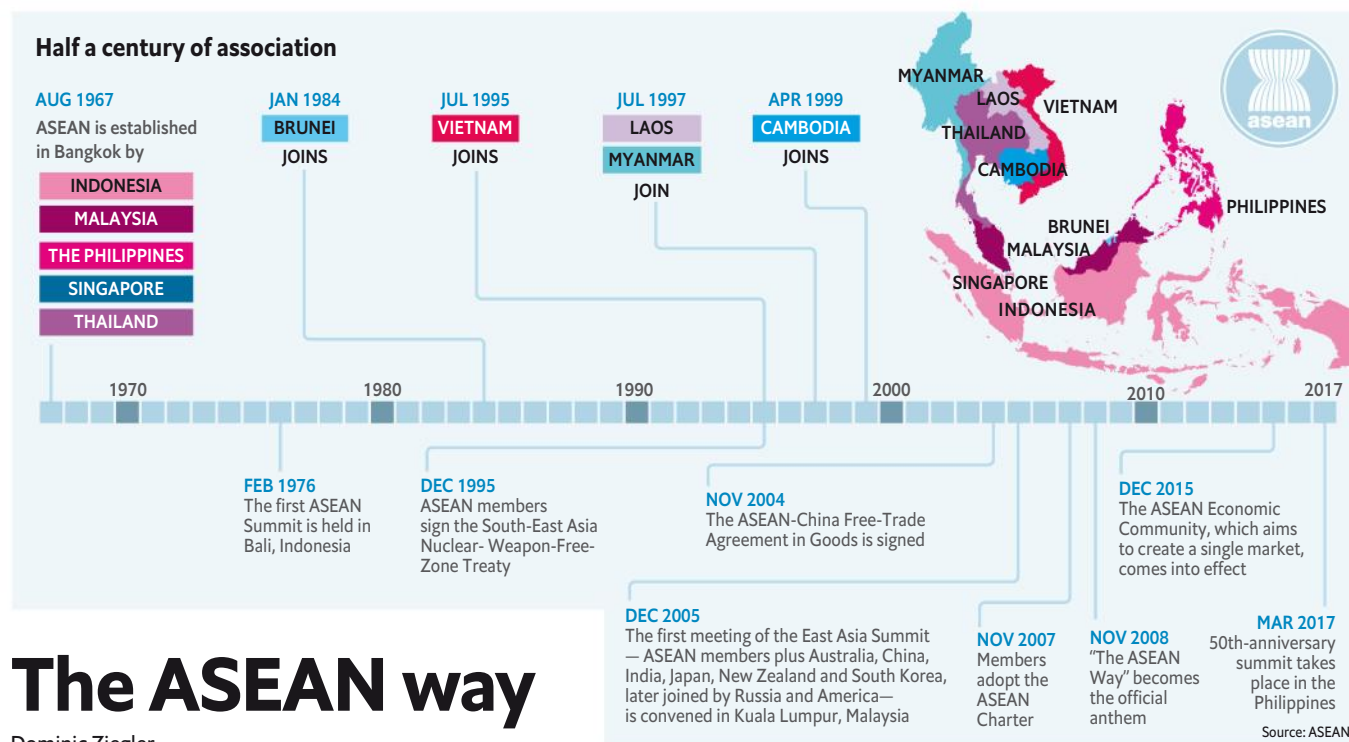 Half a century of association
AUG 1967
ASEAN is established
in Bangkok by
INDONESIA
MALAYSIA
THE PHILIPPINES
SINGAPORE
THAILAND
JAN 1984
BRUNEI
JOINS
JUL 1995
VIETNAM
JOINS
JUL 1997
LAOS
MYANMAR
JOIN
APR 1999
CAMBODIA
JOINS
MYANMAR
LAOS
VIETNAM
THAILAND
CAMBODIA
PHILIPPINES
BRUNEI
MALAYSIA
SINGAPORE
INDONESIA
asean
1970
1980
1990
2000
2010
2017
FEB 1976
The first ASEAN
Summit is held in
Bali, Indonesia
DEC 1995
ASEAN members
sign the South-East Asia
Nuclear- Weapon-Free-
Zone Treaty
NOV 2004
The ASEAN-China Free-Trade
Agreement in Goods is signed
DEC 2005
The first meeting of the East Asia Summit
— ASEAN members plus Australia, China,
India, Japan, New Zealand and South Korea,
later joined by Russia and America—
is convened in Kuala Lumpur, Malaysia
NOV 2007
Members
adopt the
ASEAN
Charter
NOV 2008
"The ASEAN
Way" becomes
the official
anthem
DEC 2015
The ASEAN Economic
Community, which aims
to create a single market,
comes into effect
MAR 2017
50th-anniversary
summit takes
place in the
Philippines
Source: ASEAN
The ASEAN way
Dominic Ziegler